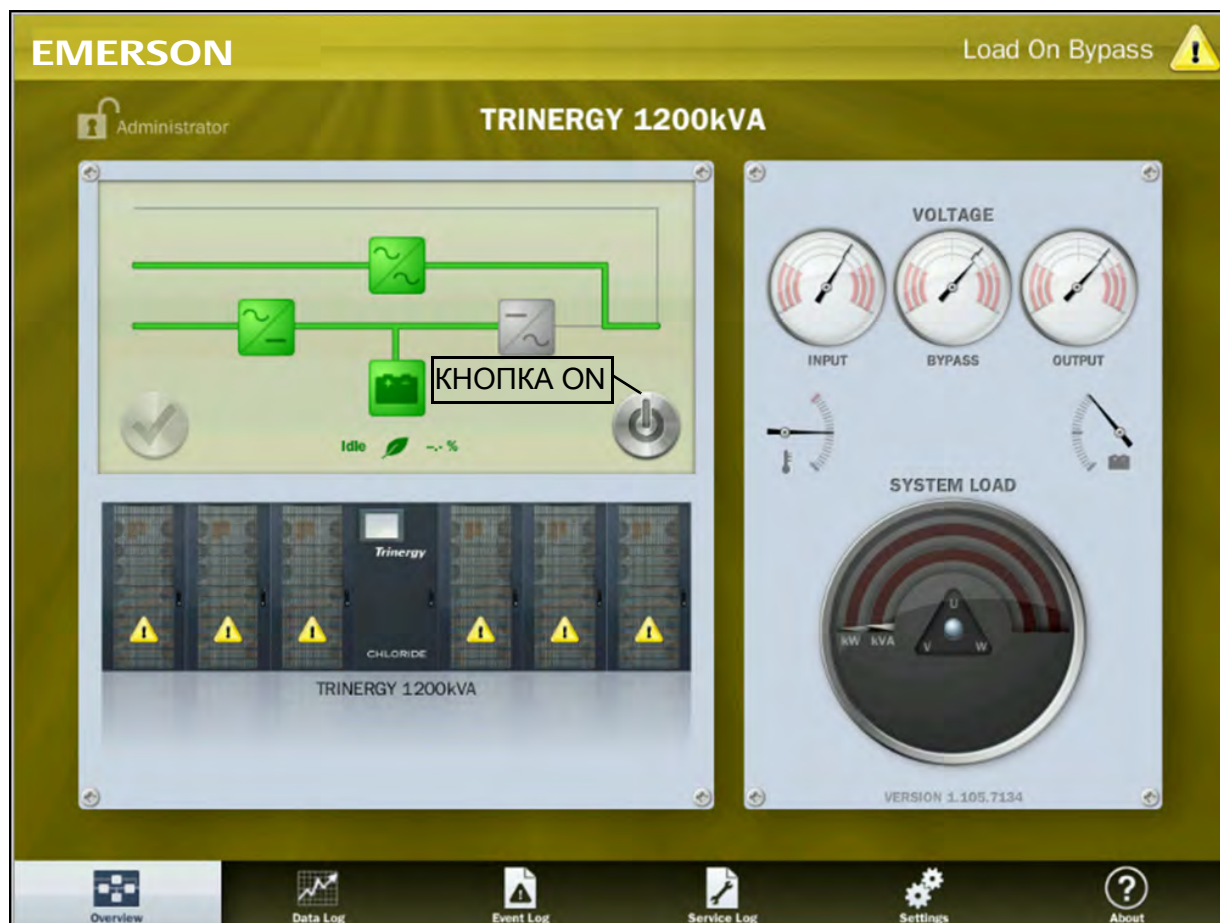 EMERSON
Load On Bypass
Administrator
TRINERGY 1200kVA
КНОПКА ON
Idle -.- %
Trinergy
CHLORIDE
TRINERGY 1200kVA
VOLTAGE
INPUT BYPASS OUTPUT
SYSTEM LOAD
kW kVA U V W
VERSION 1.105.7134
Overview Data Log Event Log Service Log Settings About